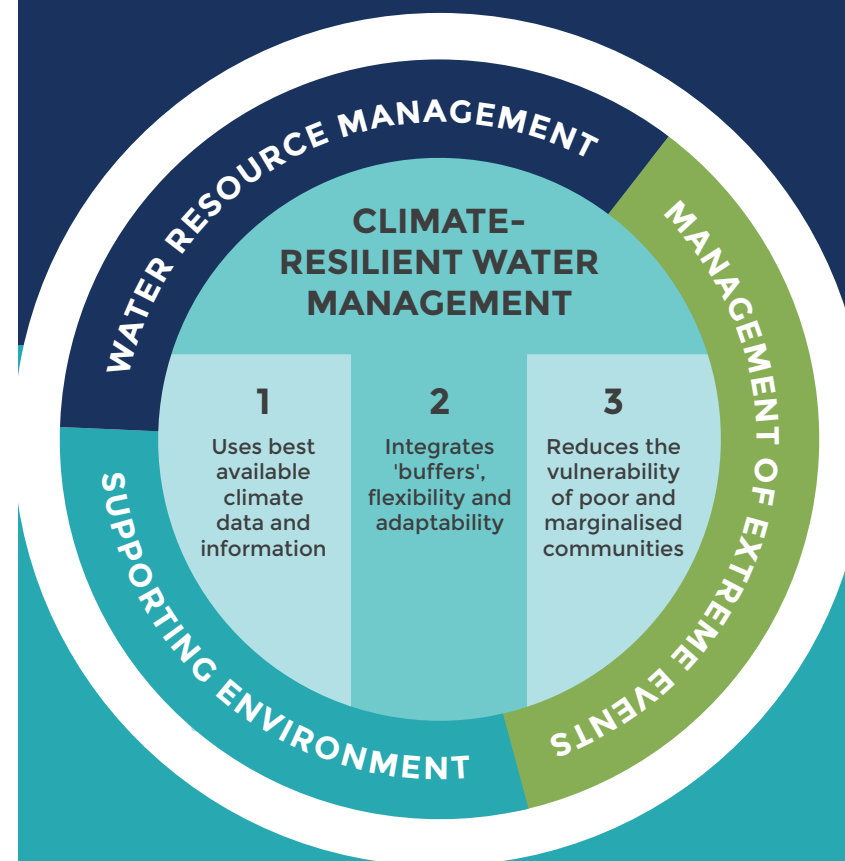 WATER RESOURCE MANAGEMENT
MANAGEMENT OF EXTREME EVENTS
SUPPORTING ENVIRONMENT
CLIMATE-
RESILIENT WATER
MANAGEMENT
1
Uses best
available
climate
data and
information
2
Integrates
'buffers',
flexibility and
adaptability
3
Reduces the
vulnerability
of poor and
marginalised
communities